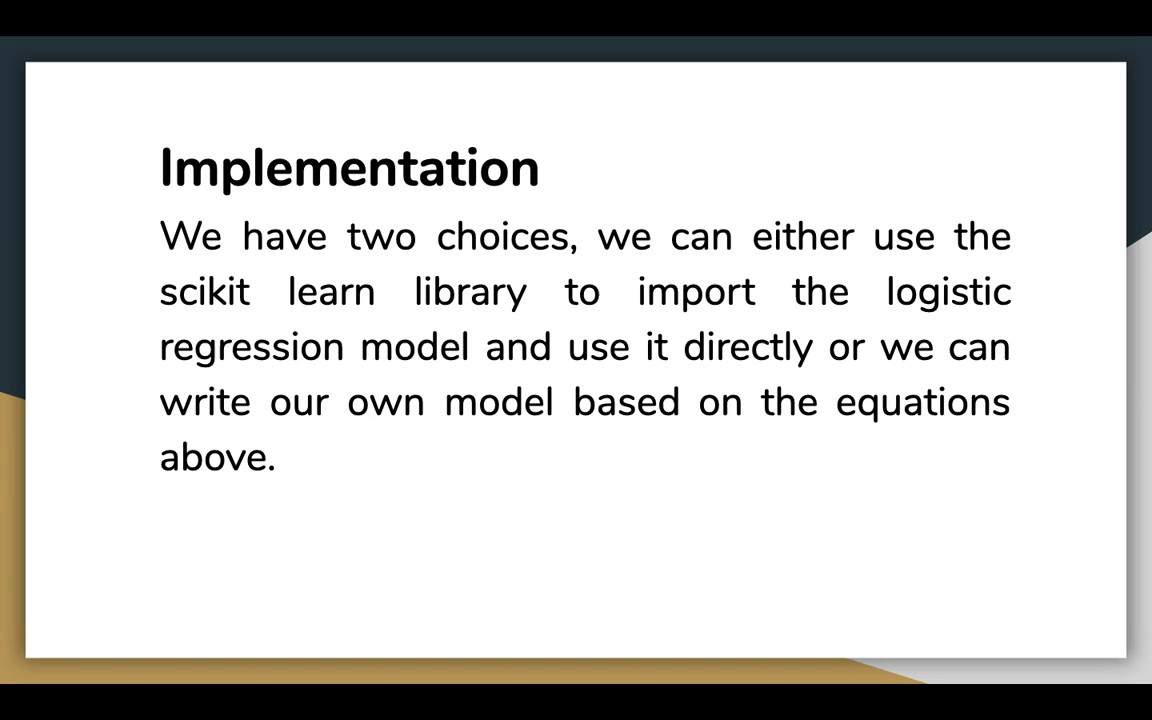 Implementation
We have two choices, we can either use the
scikit learn library to import the logistic
regression model and use it directly or we can
write our own model based on the equations
above.